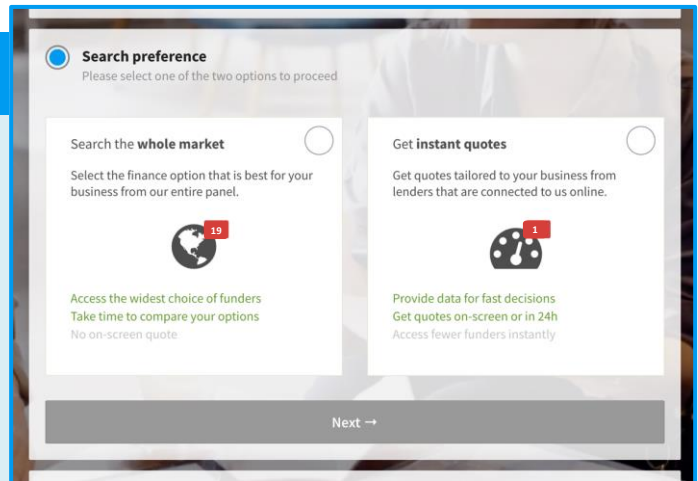 Search preference
Please select one of the two options to proceed
Search the whole market
Select the finance option that is best for your
business from our entire panel.
19
Access the widest choice of funders
Take time to compare your options
No on-screen quote
Get instant quotes
Get quotes tailored to your business from
lenders that are connected to us online.
1
Provide data for fast decisions
Get quotes on-screen or in 24h
Access fewer funders instantly
Next →